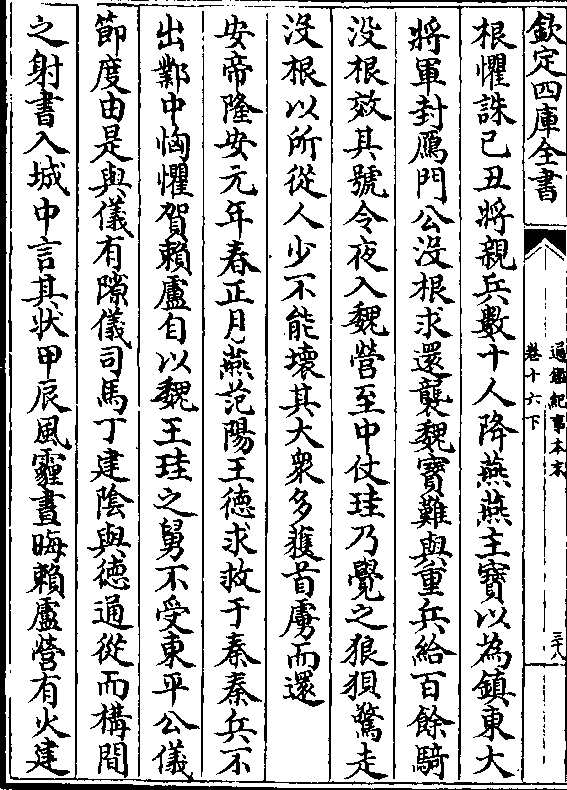 欽定四庫全書
通鑑紀事本末
卷十六下
三十八
根懼誅己丑將親兵數十人降燕燕主寳以為鎮東大
將軍封鴈門公没根求還襲魏寳難與重兵給百餘騎
没根效其號令夜入魏營至中仗珪乃覺之狼狽驚走
没根以所從人少不能壞其大衆多獲首虜而還
安帝隆安元年春正月燕范陽王徳求救于秦秦兵不
出鄴中恟懼賀賴盧自以魏王珪之舅不受東平公儀
節度由是與儀有隙儀司馬丁建陰與徳通從而構間
之射書入城中言其状甲辰風霾晝晦賴盧營有火建